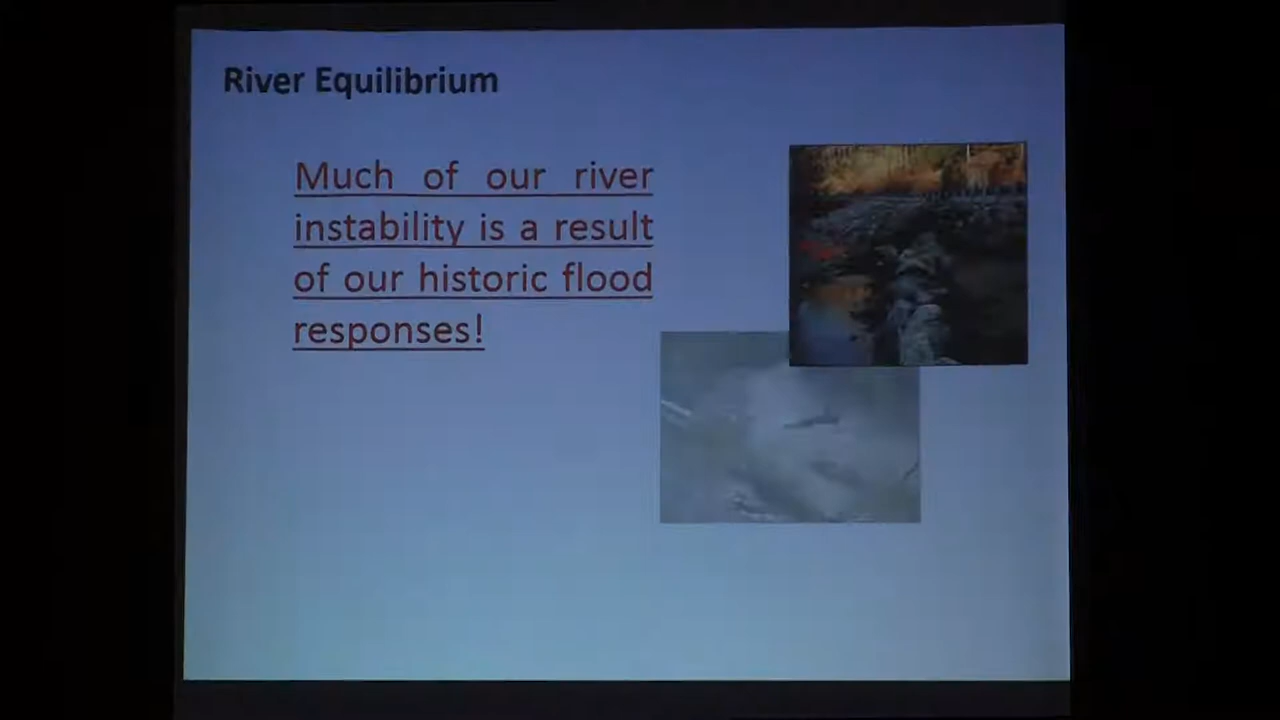 River Equilibrium
Much of our river
instability is a result
of our historic flood
responses!